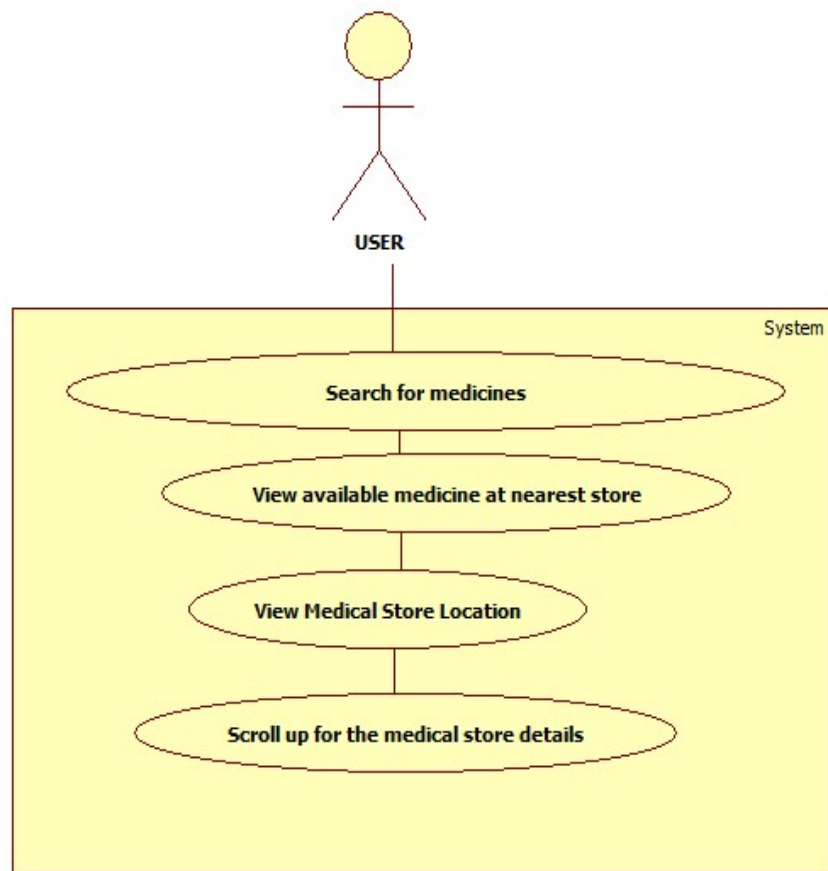 USER
System
Search for medicines
View available medicine at nearest store
View Medical Store Location
Scroll up for the medical store details